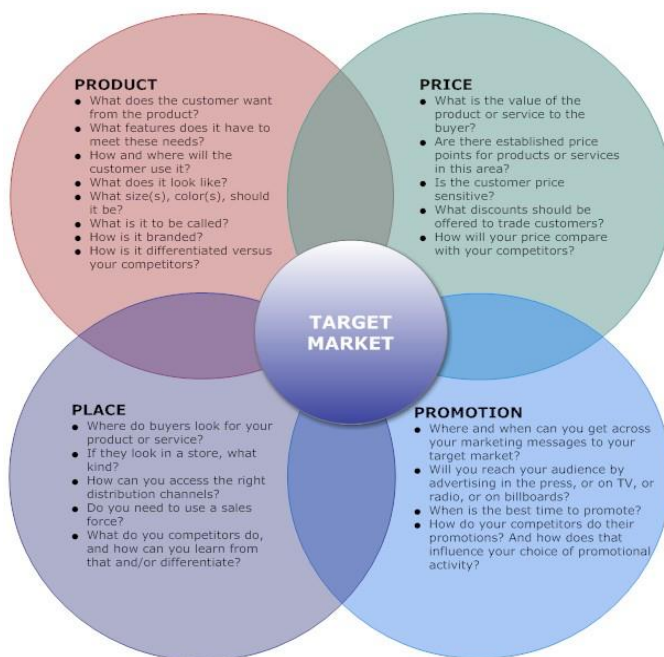 PRODUCT
● What does the customer want
from the product?
● What features does it have to
meet these needs?
● How and where will the
customer use it?
● What does it look like?
● What size(s), color(s), should
it be?
● What is it to be called?
● How is it branded?
● How is it differentiated versus
your competitors?
PRICE
● What is the value of the
product or service to the
buyer?
● Are there established price
points for products or services
in this area?
● Is the customer price
sensitive?
● What discounts should be
offered to trade customers?
● How will your price compare
with your competitors?
TARGET
MARKET
PLACE
● Where do buyers look for your
product or service?
● If they look in a store, what
kind?
● How can you access the right
distribution channels?
● Do you need to use a sales
force?
● What do you competitors do,
and how can you learn from
that and/or differentiate?
PROMOTION
● Where and when can you get across
your marketing messages to your
target market?
● Will you reach your audience by
advertising in the press, or on TV, or
radio, or on billboards?
● When is the best time to promote?
● How do your competitors do their
promotions? And how does that
influence your choice of promotional
activity?